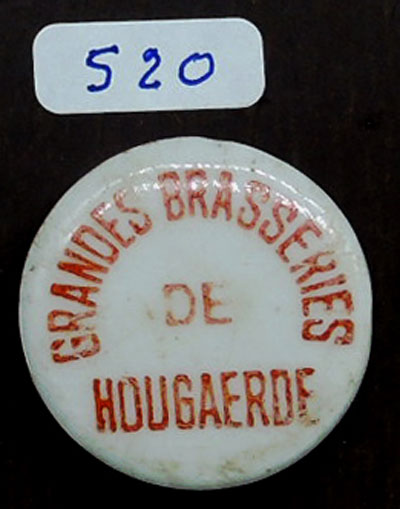 520
GRANDES BRASSERIES
DE
HOUGAERDE